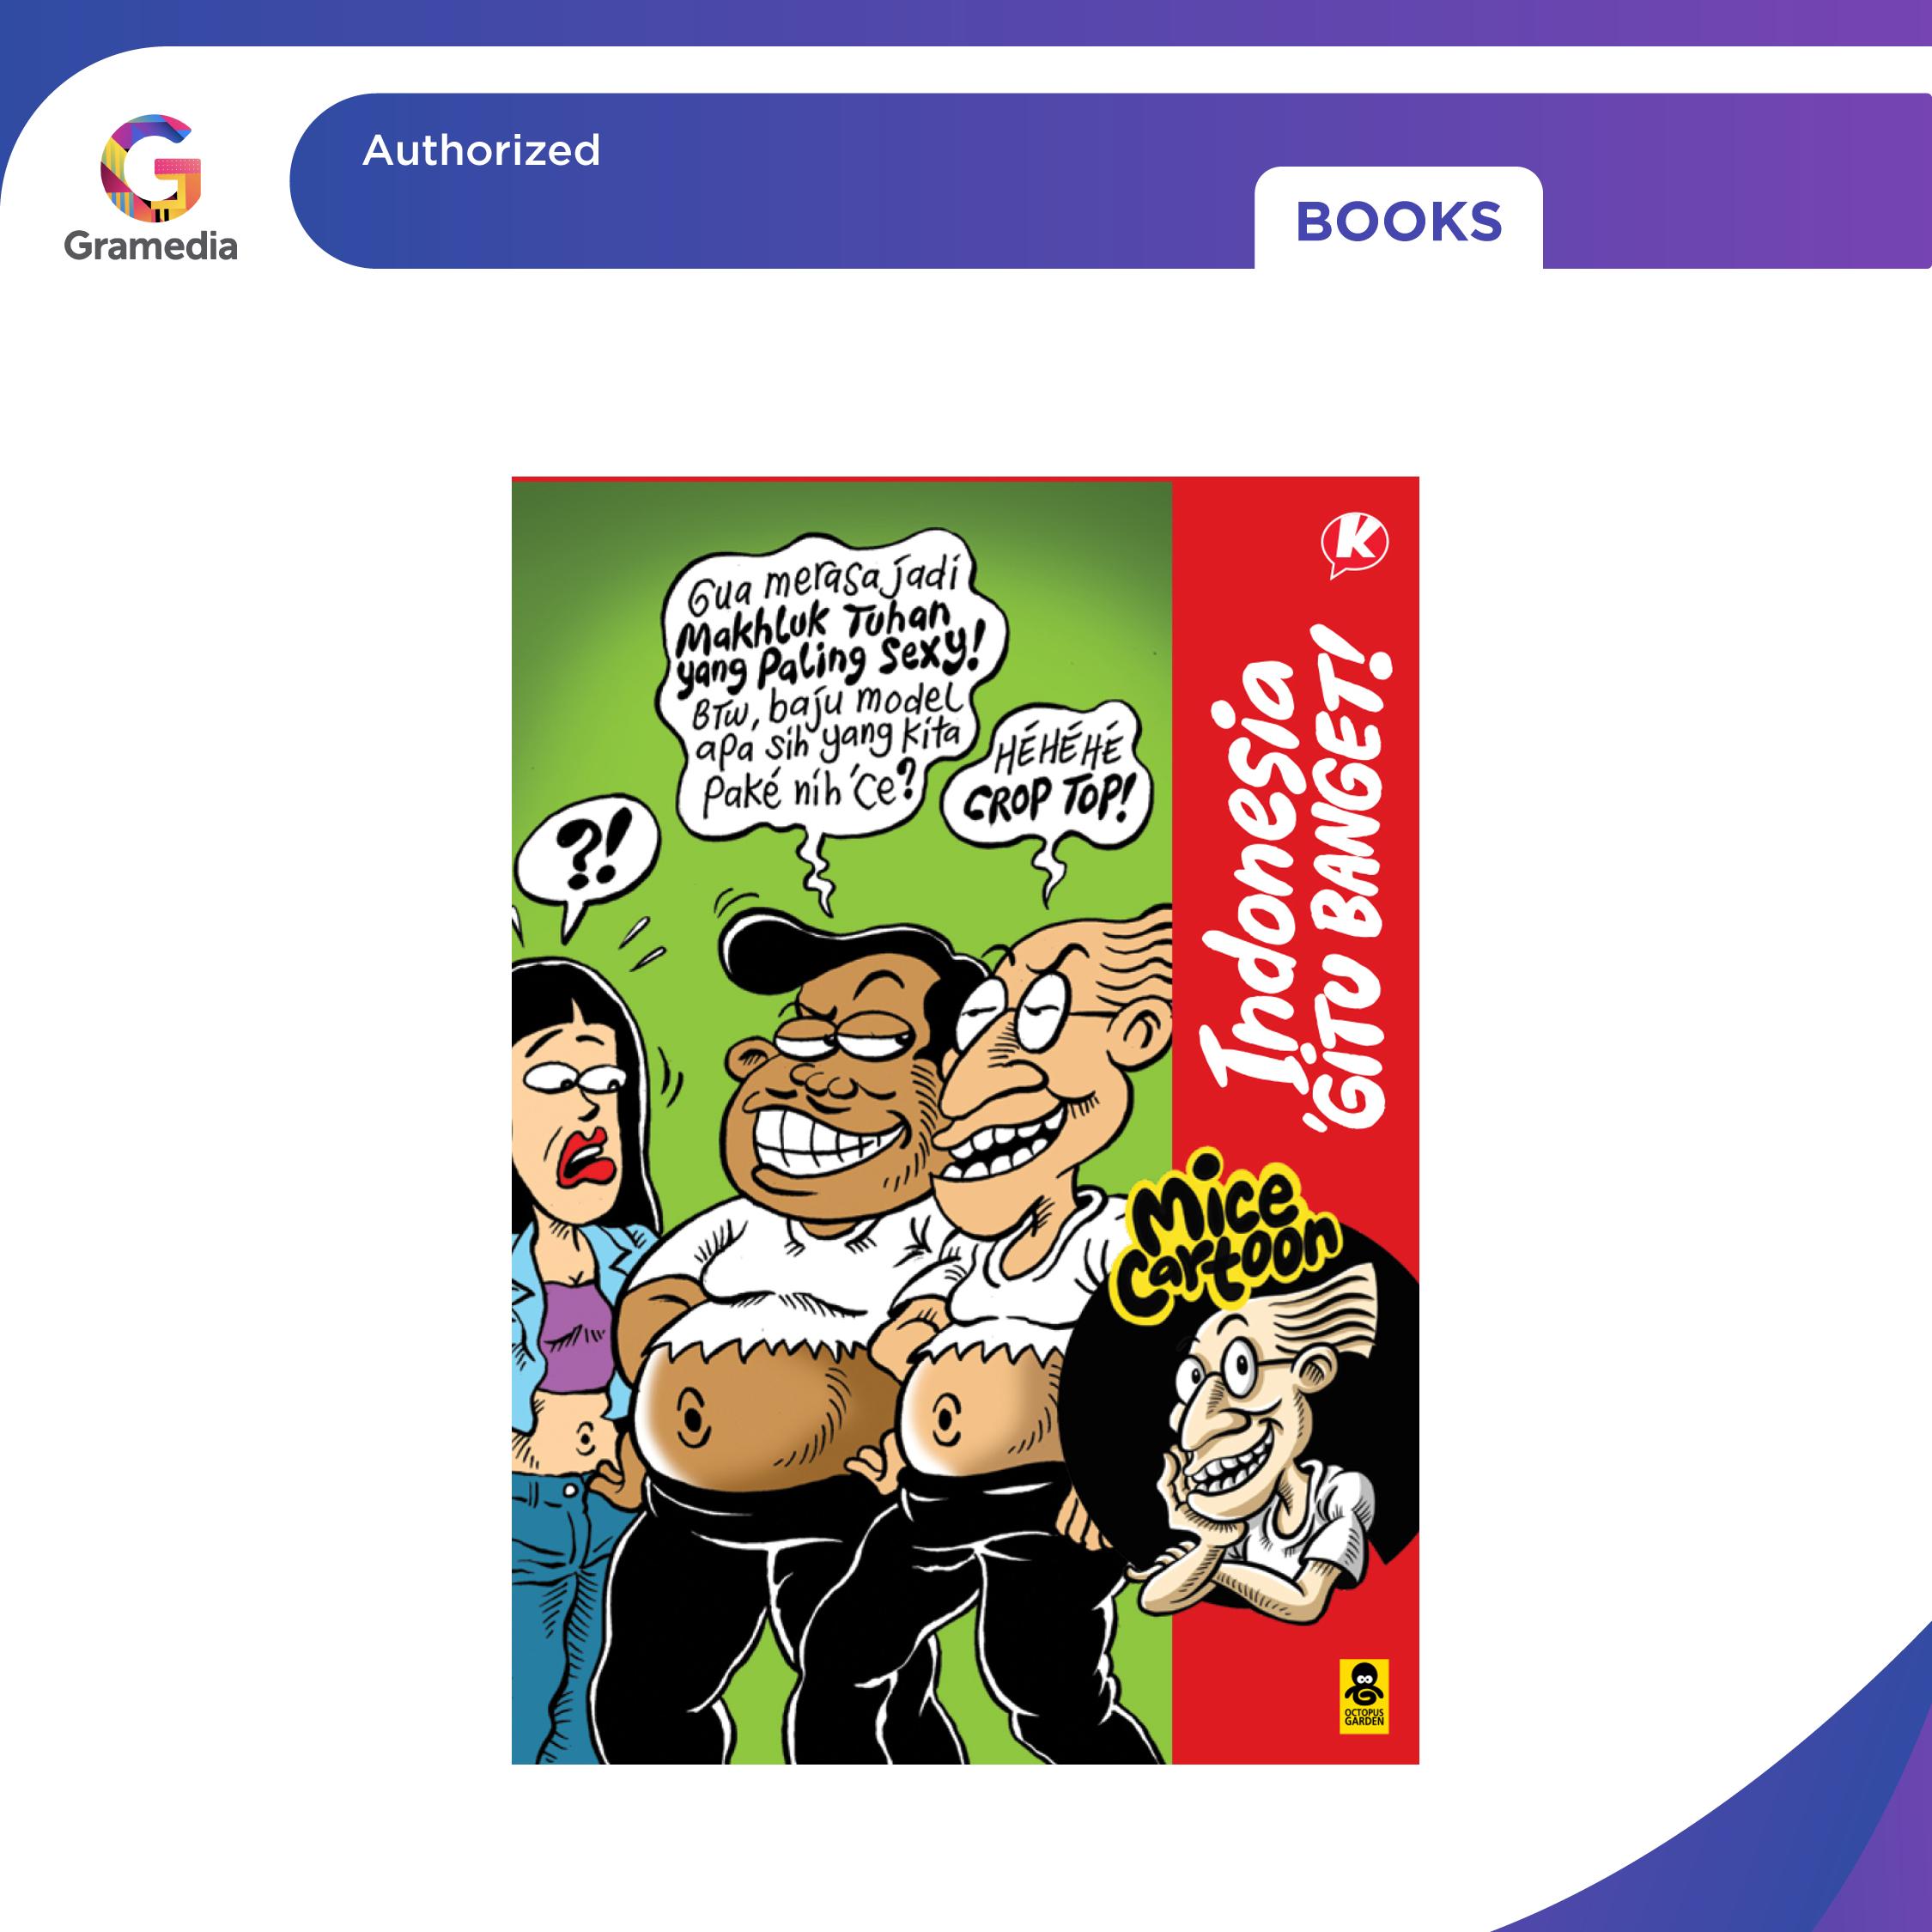 Gramedia
Authorized
BOOKS
Gua merasa jadi
Makhluk Tuhan
yang Paling Sexy!
BTW, baju model
apa sih yang kita
paké nih 'Ce?
HÉHÉHÉ
CROP TOP!
?!
K
Indonesia
'GITU BANGET!
Mice
Cartoon
OCTOPUS
GARDEN